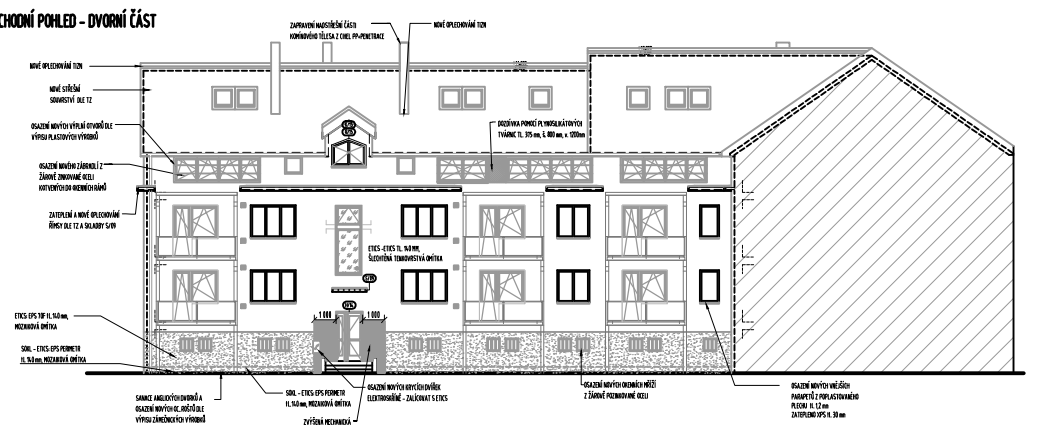 CHODNÍ POHLED - DVORNÍ ČÁST
ZAPRAVENÍ NADSTŘEŠNÍ ČÁSTI
KOMÍNOVÉHO TĚLESA Z CIHEL PP+PENETRACE
NOVÉ OPLECHOVÁNÍ TIZN
NOVÉ OPLECHOVÁNÍ TIZN
NOVÉ STŘEŠNÍ
SOUVRSTVÍ DLE TZ
OSAZENÍ NOVÝCH VÝPLNÍ OTVORŮ DLE
VÝPISU PLASTOVÝCH VÝROBKŮ
DOZDÍVKA POMOCÍ PLYNOSILIKÁTOVÝCH
TVÁRNIC TL. 375 mm, š. 800 mm, v. 1200mm
OSAZENÍ NOVÉHO ZÁBRADLÍ Z
ŽÁROVĚ ZINKOVANÉ OCELI
KOTVENÝCH DO OKENNÍCH RÁMŮ
ZATEPLENÍ A NOVÉ OPLECHOVÁNÍ
ŘÍMSY DLE TZ A SKLADBY S/09
ETICS -ETICS TL. 140 MM,
ŠLECHTĚNÁ TENKOVRSTVÁ OMÍTKA
1 000
1 000
ETICS: EPS 70F tl.140 mm,
MOZAIKOVÁ OMÍTKA
SOKL - ETICS: EPS PERIMETR
tl. 140 mm, MOZAIKOVÁ OMÍTKA
SANACE ANGLICKÝCH DVORKŮ A
OSAZENÍ NOVÝCH OC. ROŠTŮ DLE
VÝPISU ZÁMEČNICKÝCH VÝROBKŮ
SOKL - ETICS: EPS PERIMETR
tl. 140 mm, MOZAIKOVÁ OMÍTKA
ZVÝŠENÁ MECHANICKÁ
OSAZENÍ NOVÝCH KRYCÍCH DVÍŘEK
ELEKTROSKŘÍNĚ - ZALÍCOVAT S ETICS
OSAZENÍ NOVÝCH OKENNÍCH MŘÍŽÍ
Z ŽÁROVĚ POZINKOVANÉ OCELI
OSAZENÍ NOVÝCH VNĚJŠÍCH
PARAPETŮ Z POPLASTOVANÉHO
PLECHU tl. 1,2 mm
ZATEPLENO XPS tl. 30 mm